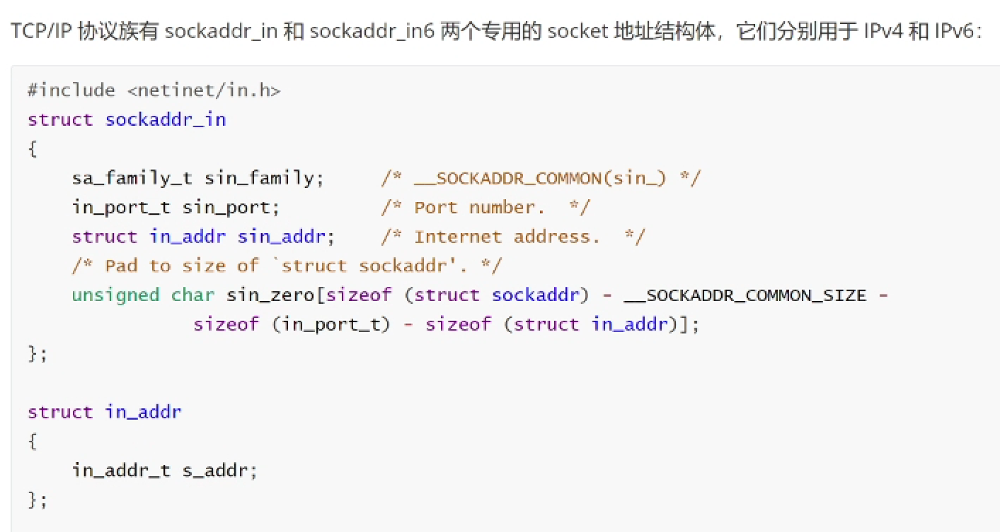 TCP/IP 协议族有 sockaddr_in 和 sockaddr_in6 两个专用的 socket 地址结构体，它们分别用于 IPv4 和 IPv6：
#include <netinet/in.h>
struct sockaddr_in
{
    sa_family_t sin_family;     /* __SOCKADDR_COMMON(sin_) */
    in_port_t sin_port;         /* Port number.  */
    struct in_addr sin_addr;    /* Internet address.  */
    /* Pad to size of `struct sockaddr'. */
    unsigned char sin_zero[sizeof (struct sockaddr) - __SOCKADDR_COMMON_SIZE -
               sizeof (in_port_t) - sizeof (struct in_addr)];
};
struct in_addr
{
    in_addr_t s_addr;
};